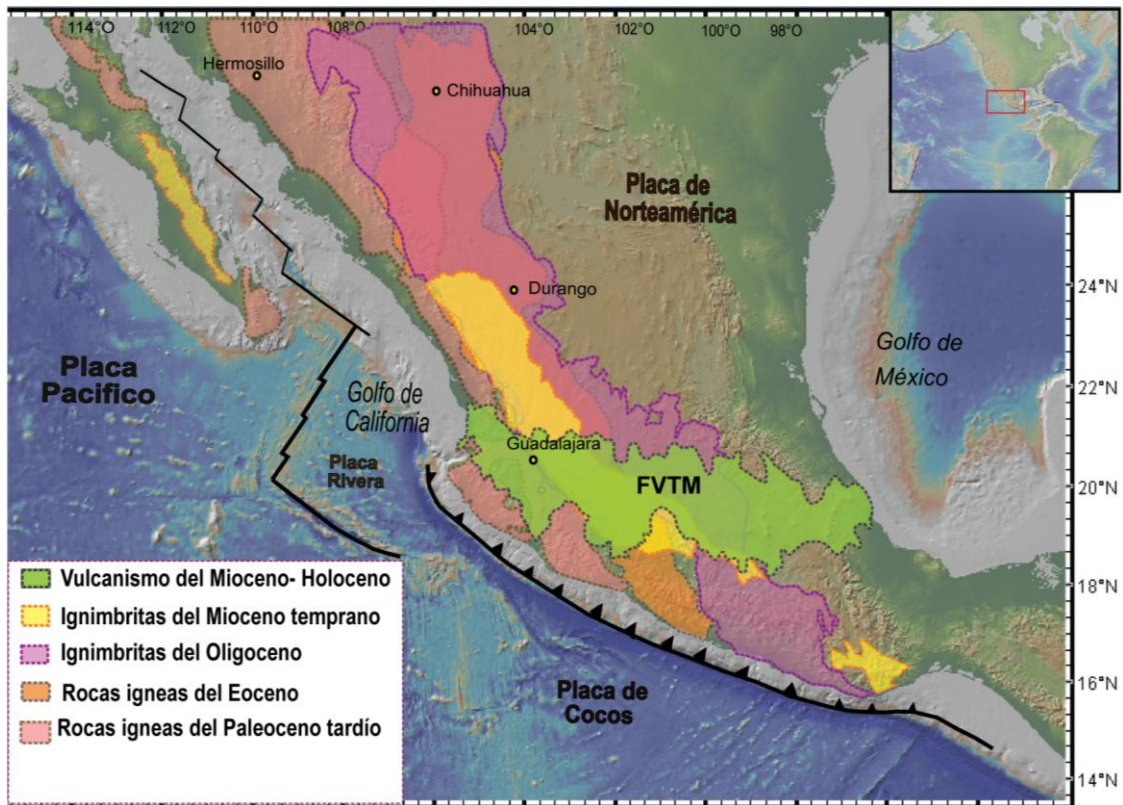 114°O
112°O
110°O
108°O
106°O
104°O
102°O
100°O
98°O
Hermosillo
Chihuahua
Placa de
Norteamérica
Durango
24°N
Placa
Pacifico
Golfo de
California
Golfo de
México
22°N
Guadalajara
Placa
Rivera
FVTM
20°N
Vulcanismo del Mioceno- Holoceno
18°N
Ignimbritas del Mioceno temprano
Ignimbritas del Oligoceno
Rocas igneas del Eoceno
Placa de
Cocos
16°N
Rocas igneas del Paleoceno tardío
14°N